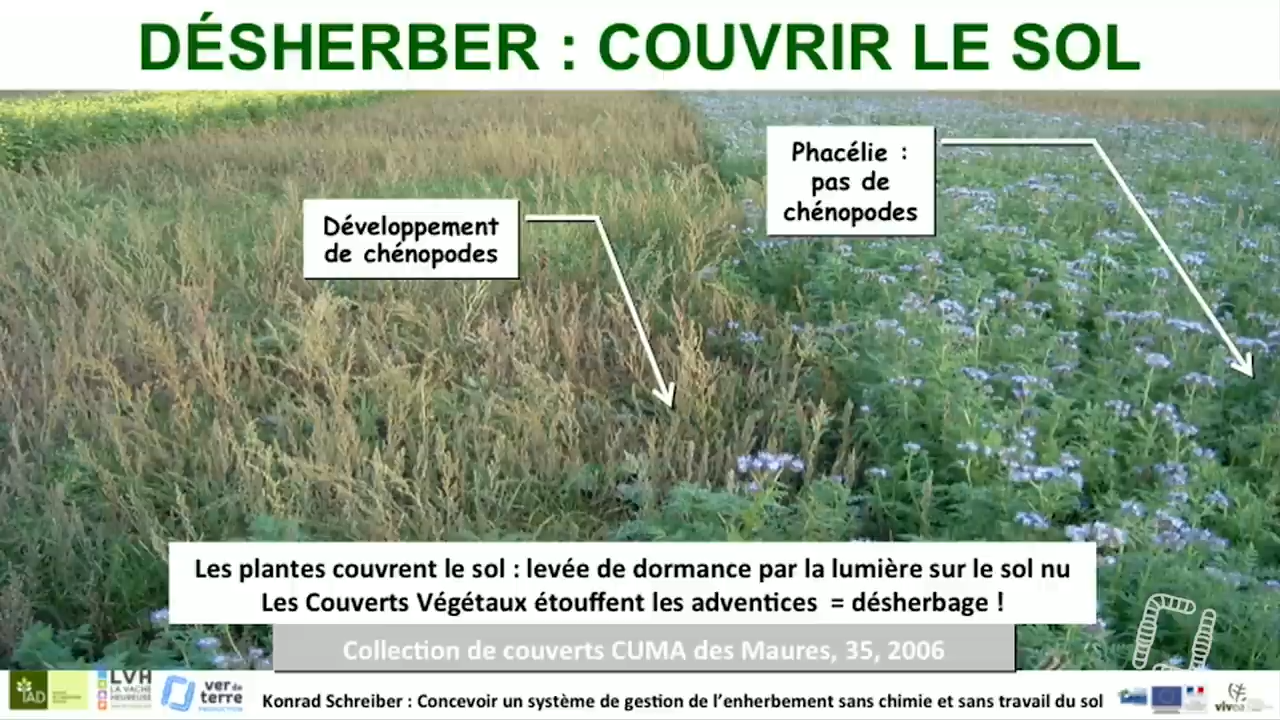 DÉSHERBER : COUVRIR LE SOL
Phacélie :
pas de
chénopodes
Développement
de chénopodes
Les plantes couvrent le sol : levée de dormance par la lumière sur le sol nu
Les Couverts Végétaux étouffent les adventices = désherbage !
Collection de couverts CUMA des Maures, 35, 2006
IAD
LVH
LA VACHE
HEUREUSE
ver de
terre
PRODUCTION
Konrad Schreiber : Concevoir un système de gestion de l’enherbement sans chimie et sans travail du sol